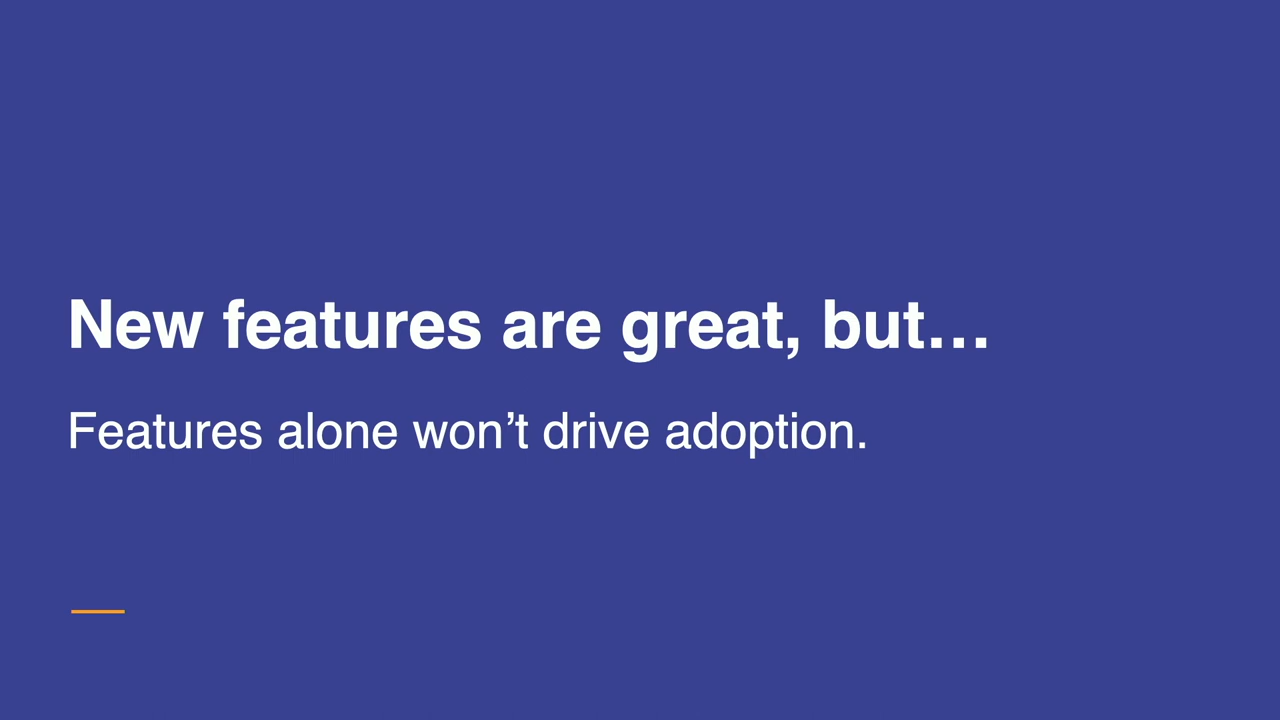 New features are great, but…
Features alone won’t drive adoption.